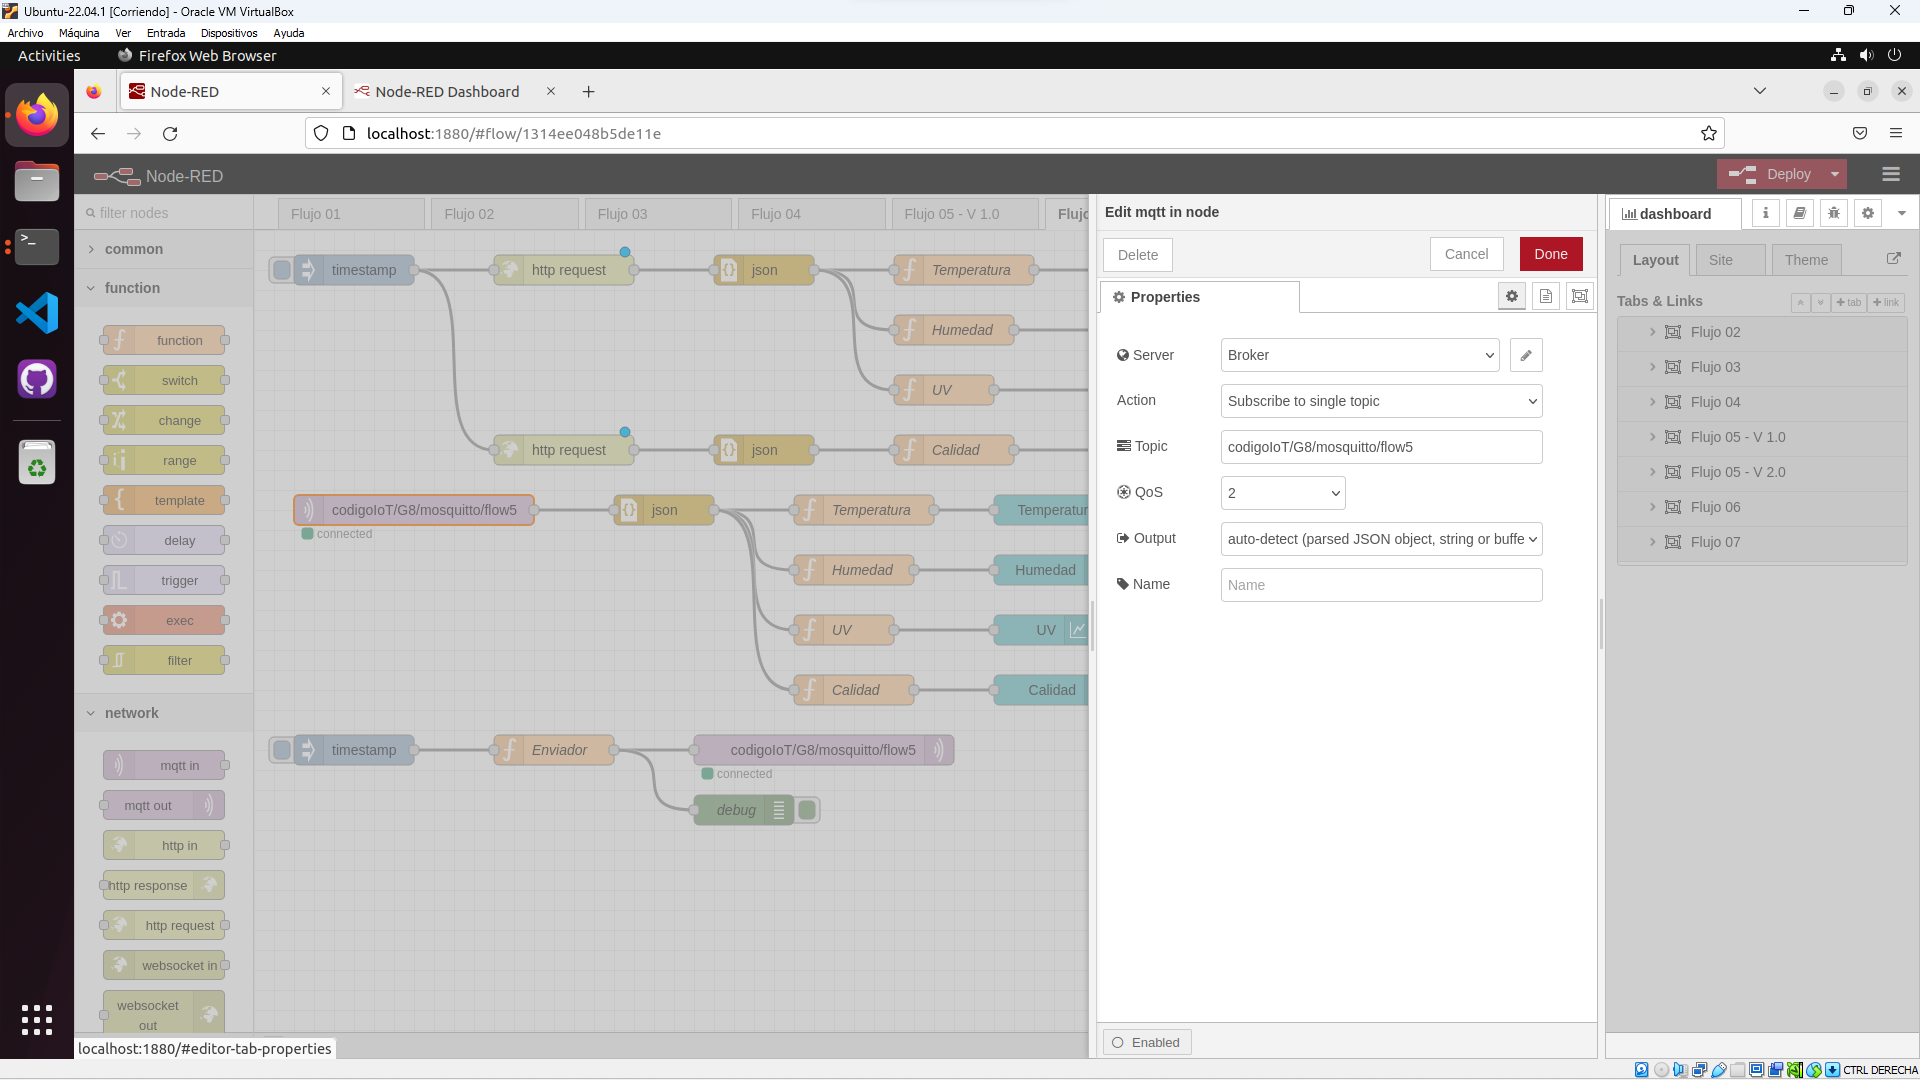 Ubuntu-22.04.1 [Corriendo] - Oracle VM VirtualBox
Archivo Máquina Ver Entrada Dispositivos Ayuda
Activities Firefox Web Browser
Node-RED Node-RED Dashboard
localhost:1880/#flow/1314ee048b5de11e
Node-RED Deploy
filter nodes
common
function
function
switch
change
range
template
delay
trigger
exec
filter
network
mqtt in
mqtt out
http in
http response
http request
websocket in
websocket
out
localhost:1880/#editor-tab-properties
Flujo 01 Flujo 02 Flujo 03 Flujo 04 Flujo 05 - V 1.0 Flujo
timestamp http request json Temperatura
Humedad
UV
http request json Calidad
codigoIoT/G8/mosquitto/flow5 json Temperatura Temperatur
connected
Humedad Humedad
UV UV
Calidad Calidad
timestamp Enviador codigoIoT/G8/mosquitto/flow5
connected
debug
Edit mqtt in node
Delete Cancel Done
Properties
Server Broker
Action Subscribe to single topic
Topic codigoIoT/G8/mosquitto/flow5
QoS 2
Output auto-detect (parsed JSON object, string or buffe
Name Name
Enabled
dashboard
Layout Site Theme
Tabs & Links + tab + link
Flujo 02
Flujo 03
Flujo 04
Flujo 05 - V 1.0
Flujo 05 - V 2.0
Flujo 06
Flujo 07
CTRL DERECHA